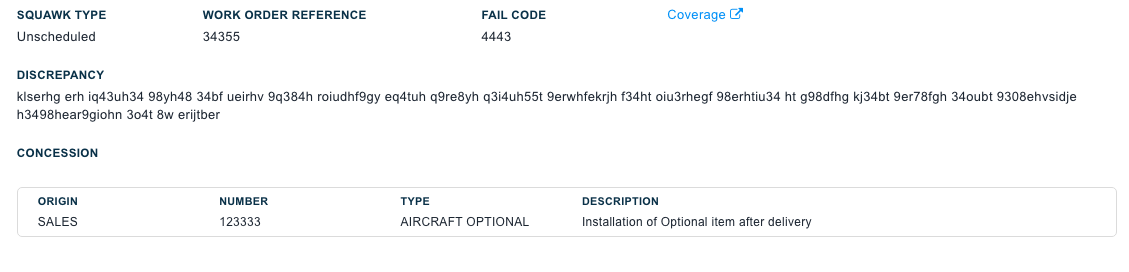 SQUAWK TYPE WORK ORDER REFERENCE FAIL CODE Coverage
Unscheduled 34355 4443
DISCREPANCY
klserhg erh iq43uh34 98yh48 34bf ueirhv 9q384h roiudhf9gy eq4tuh q9re8yh q3i4uh55t 9erwhfekrjh f34ht oiu3rhegf 98erhtiu34 ht g98dfhg kj34bt 9er78fgh 34oubt 9308ehvsidje
h3498hear9giohn 3o4t 8w erijtber
CONCESSION
ORIGIN NUMBER TYPE DESCRIPTION
SALES 123333 AIRCRAFT OPTIONAL Installation of Optional item after delivery